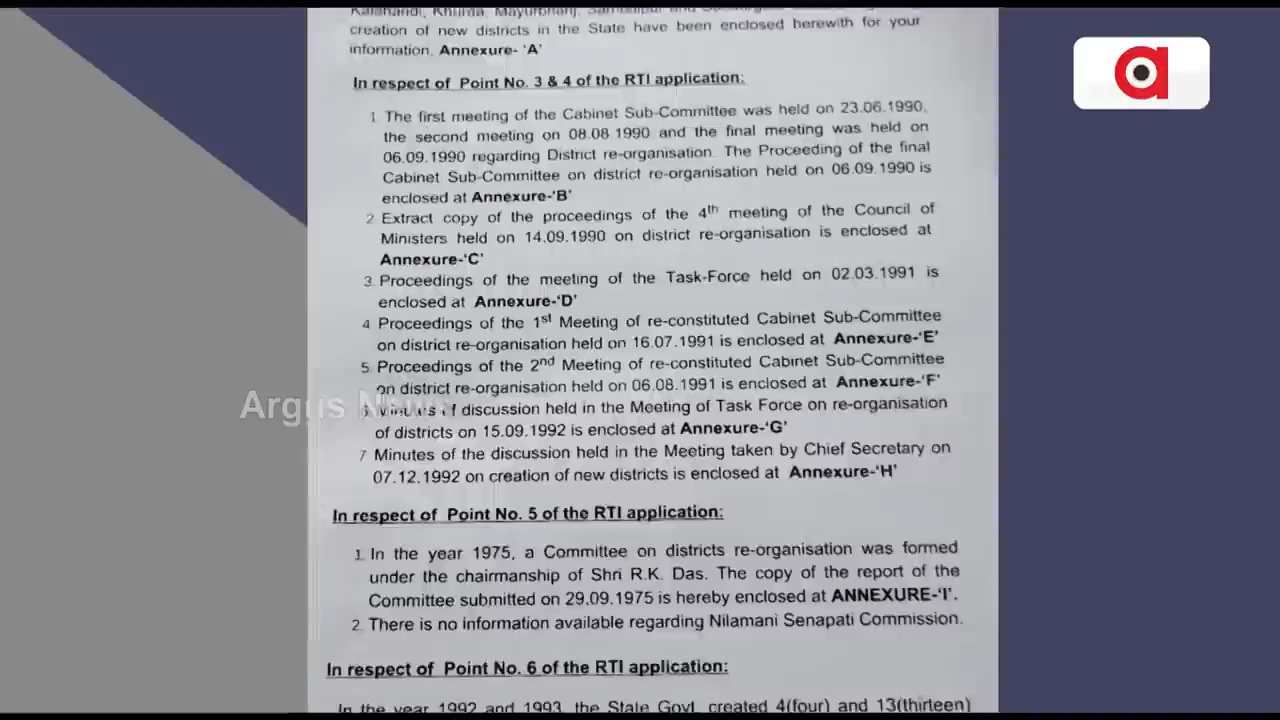 Kalahandi, Khurda, Mayurbhanj, Sambalpur and
creation of new districts in the State have been enclosed herewith for your
information. Annexure- 'A'
In respect of Point No. 3 & 4 of the RTI application:
1. The first meeting of the Cabinet Sub-Committee was held on 23.06.1990,
the second meeting on 08.08.1990 and the final meeting was held on
06.09.1990 regarding District re-organisation. The Proceeding of the final
Cabinet Sub-Committee on district re-organisation held on 06.09.1990 is
enclosed at Annexure-'B'
2. Extract copy of the proceedings of the 4th meeting of the Council of
Ministers held on 14.09.1990 on district re-organisation is enclosed at
Annexure-'C'
3. Proceedings of the meeting of the Task-Force held on 02.03.1991 is
enclosed at Annexure-'D'
4. Proceedings of the 1st Meeting of re-constituted Cabinet Sub-Committee
on district re-organisation held on 16.07.1991 is enclosed at Annexure-'E'
5. Proceedings of the 2nd Meeting of re-constituted Cabinet Sub-Committee
on district re-organisation held on 06.08.1991 is enclosed at Annexure-'F'
Argus News
of discussion held in the Meeting of Task Force on re-organisation
of districts on 15.09.1992 is enclosed at Annexure-'G'
7. Minutes of the discussion held in the Meeting taken by Chief Secretary on
07.12.1992 on creation of new districts is enclosed at Annexure-'H'
In respect of Point No. 5 of the RTI application:
1. In the year 1975, a Committee on districts re-organisation was formed
under the chairmanship of Shri R.K. Das. The copy of the report of the
Committee submitted on 29.09.1975 is hereby enclosed at ANNEXURE-'I'.
2. There is no information available regarding Nilamani Senapati Commission.
In respect of Point No. 6 of the RTI application:
In the year 1992 and 1993, the State Govt. created 4(four) and 13(thirteen)